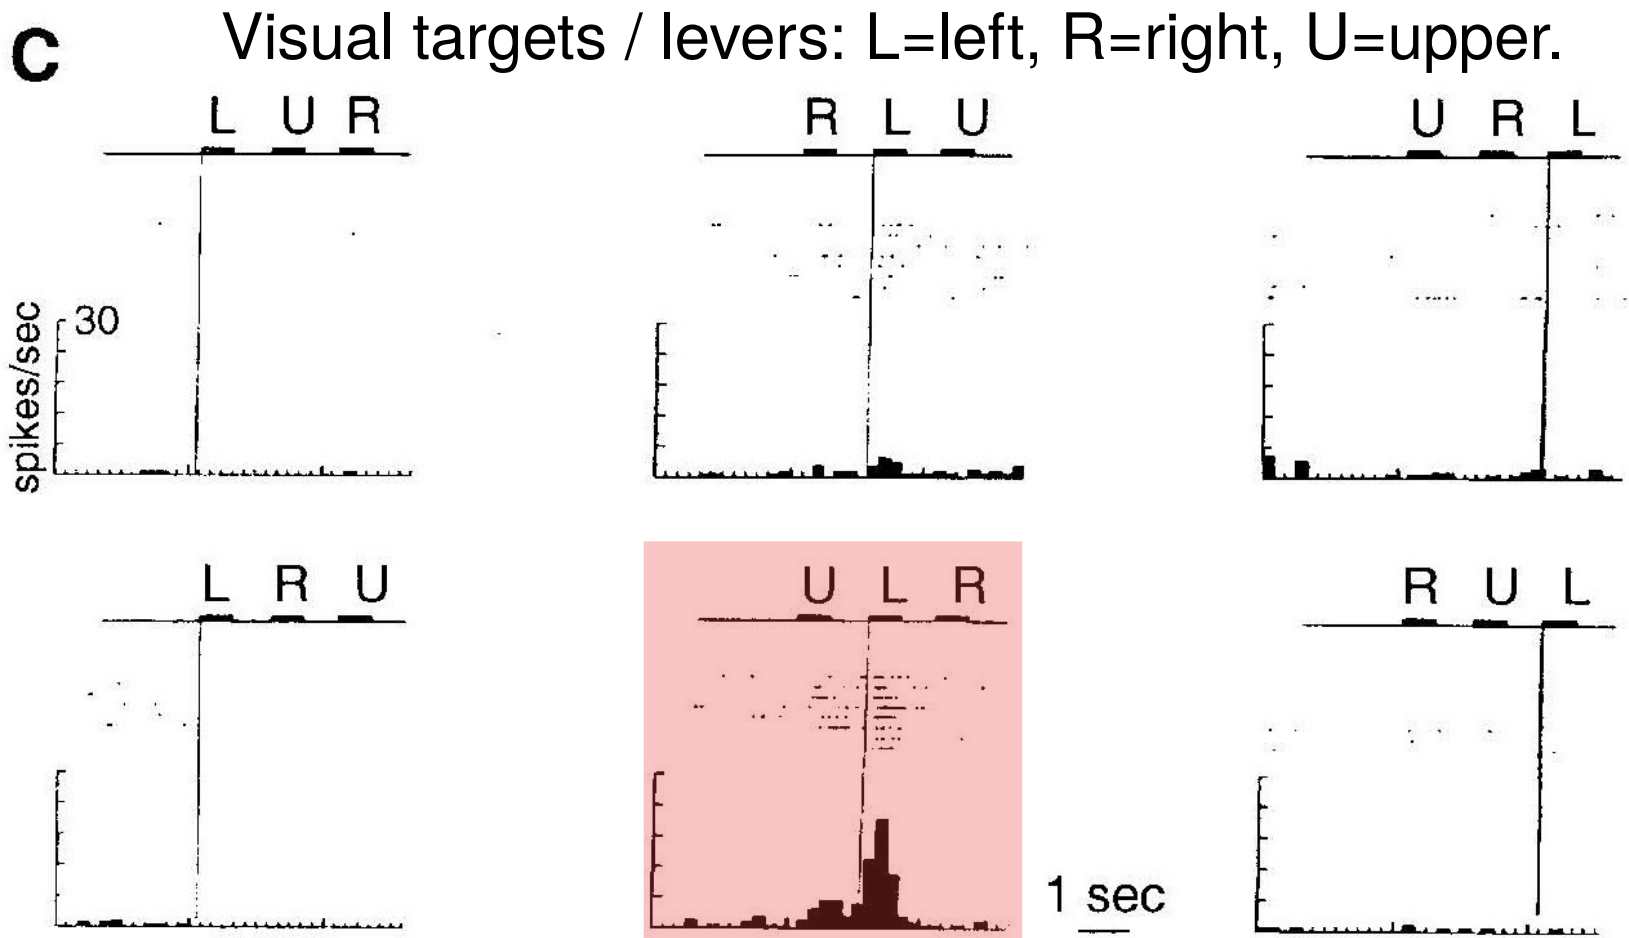 C Visual targets / levers: L=left, R=right, U=upper.
L U R
R L U
U R L
spikes/sec
30
L R U
U L R
R U L
1 sec